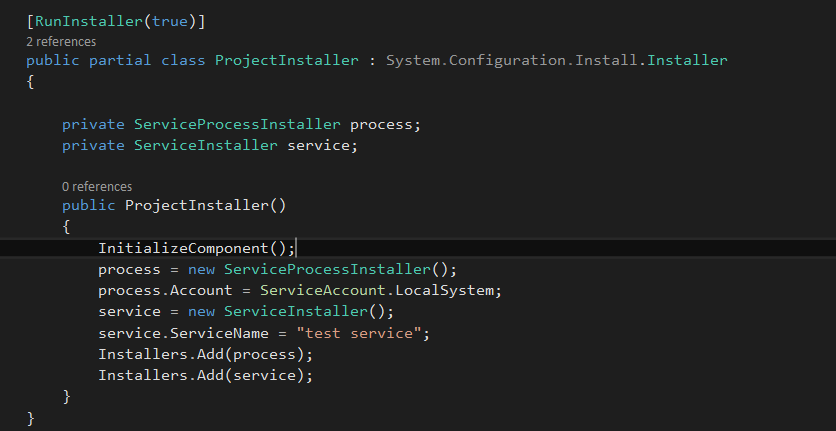 [RunInstaller(true)]
2 references
public partial class ProjectInstaller : System.Configuration.Install.Installer
{
private ServiceProcessInstaller process;
private ServiceInstaller service;
0 references
public ProjectInstaller()
{
InitializeComponent();
process = new ServiceProcessInstaller();
process.Account = ServiceAccount.LocalSystem;
service = new ServiceInstaller();
service.ServiceName = "test service";
Installers.Add(process);
Installers.Add(service);
}
}